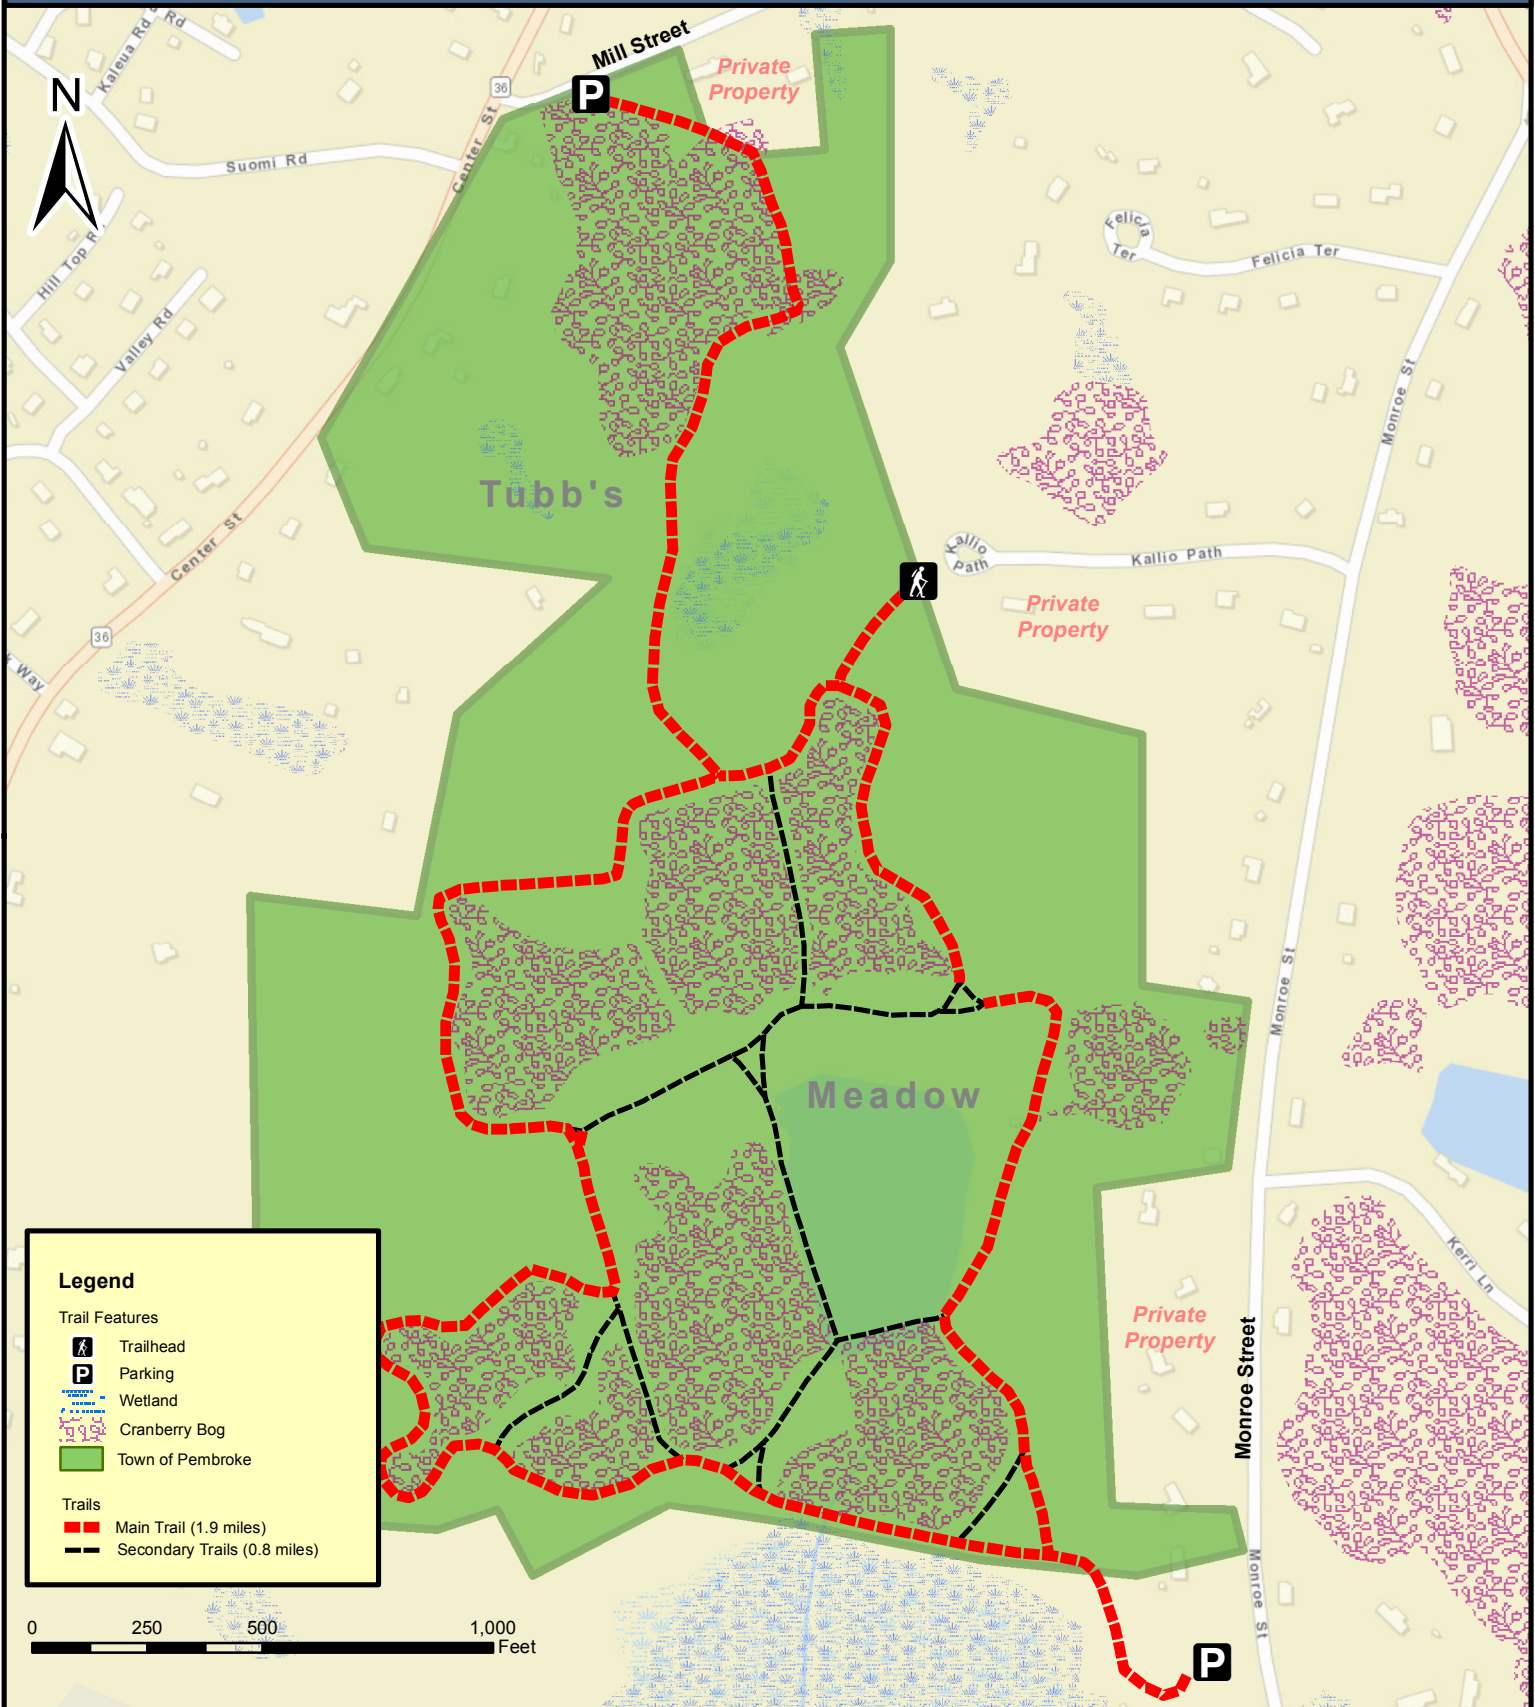 Mill Street
Kaleua Rd
Rd
36
Private
Property
N
Center St
Suomi Rd
Hill Top R
Valley Rd
Felicia
Ter
Felicia Ter
Monroe St
Tubb's
Center St
Kallio
Path
Kallio Path
Private
Property
36
k Way
Monroe St
Meadow
Kerri Ln
Private
Property
Monroe Street
Monroe St
Legend
Trail Features
Trailhead
P Parking
Wetland
Cranberry Bog
Town of Pembroke
Trails
Main Trail (1.9 miles)
Secondary Trails (0.8 miles)
0 250 500 1,000
Feet
P
P